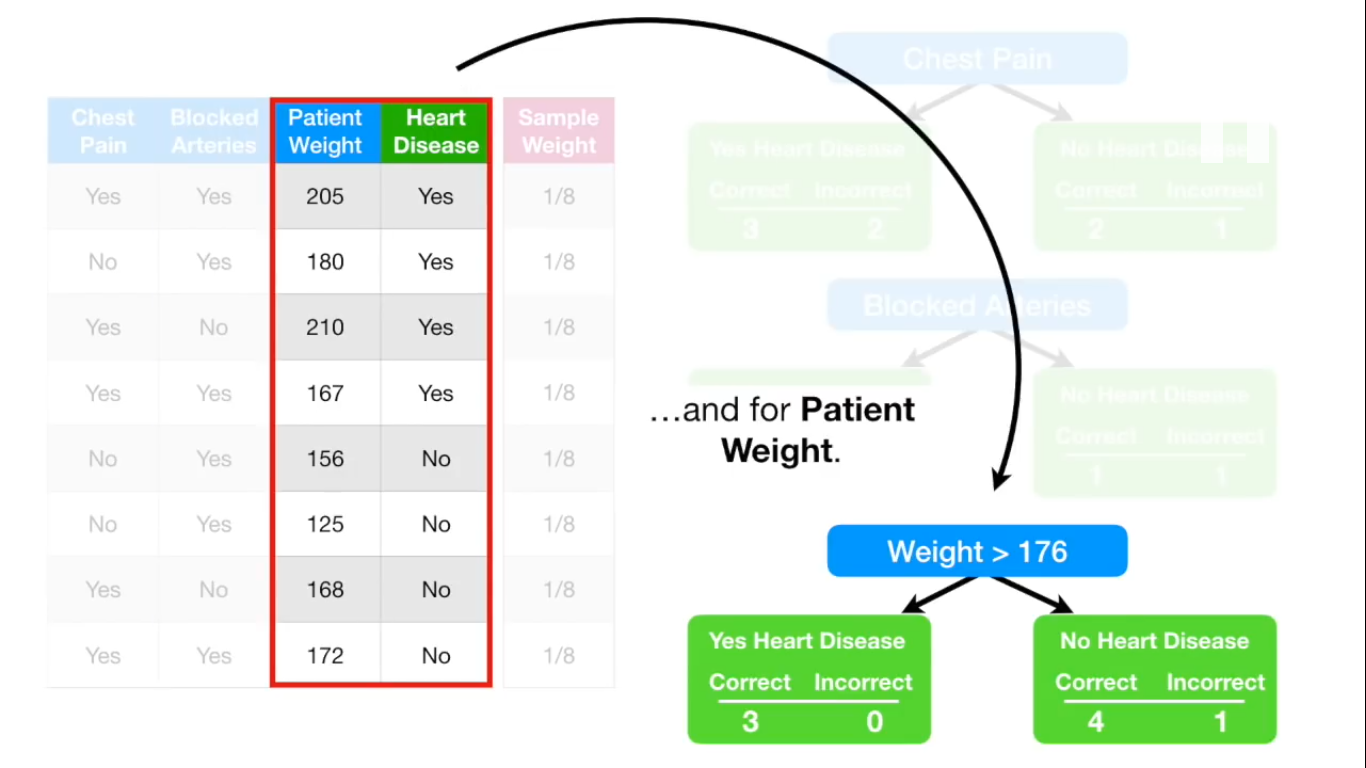 Chest Pain
Blocked Arteries
Patient Weight
Heart Disease
Sample Weight
Yes Yes 205 Yes 1/8
No Yes 180 Yes 1/8
Yes No 210 Yes 1/8
Yes Yes 167 Yes 1/8
No Yes 156 No 1/8
No Yes 125 No 1/8
Yes No 168 No 1/8
Yes Yes 172 No 1/8
Chest Pain
Yes Heart Disease
Correct Incorrect
3 2
No Heart Disease
Correct Incorrect
2 1
Blocked Arteries
No Heart Disease
Correct Incorrect
1 1
…and for Patient
Weight.
Weight > 176
Yes Heart Disease
Correct Incorrect
3 0
No Heart Disease
Correct Incorrect
4 1